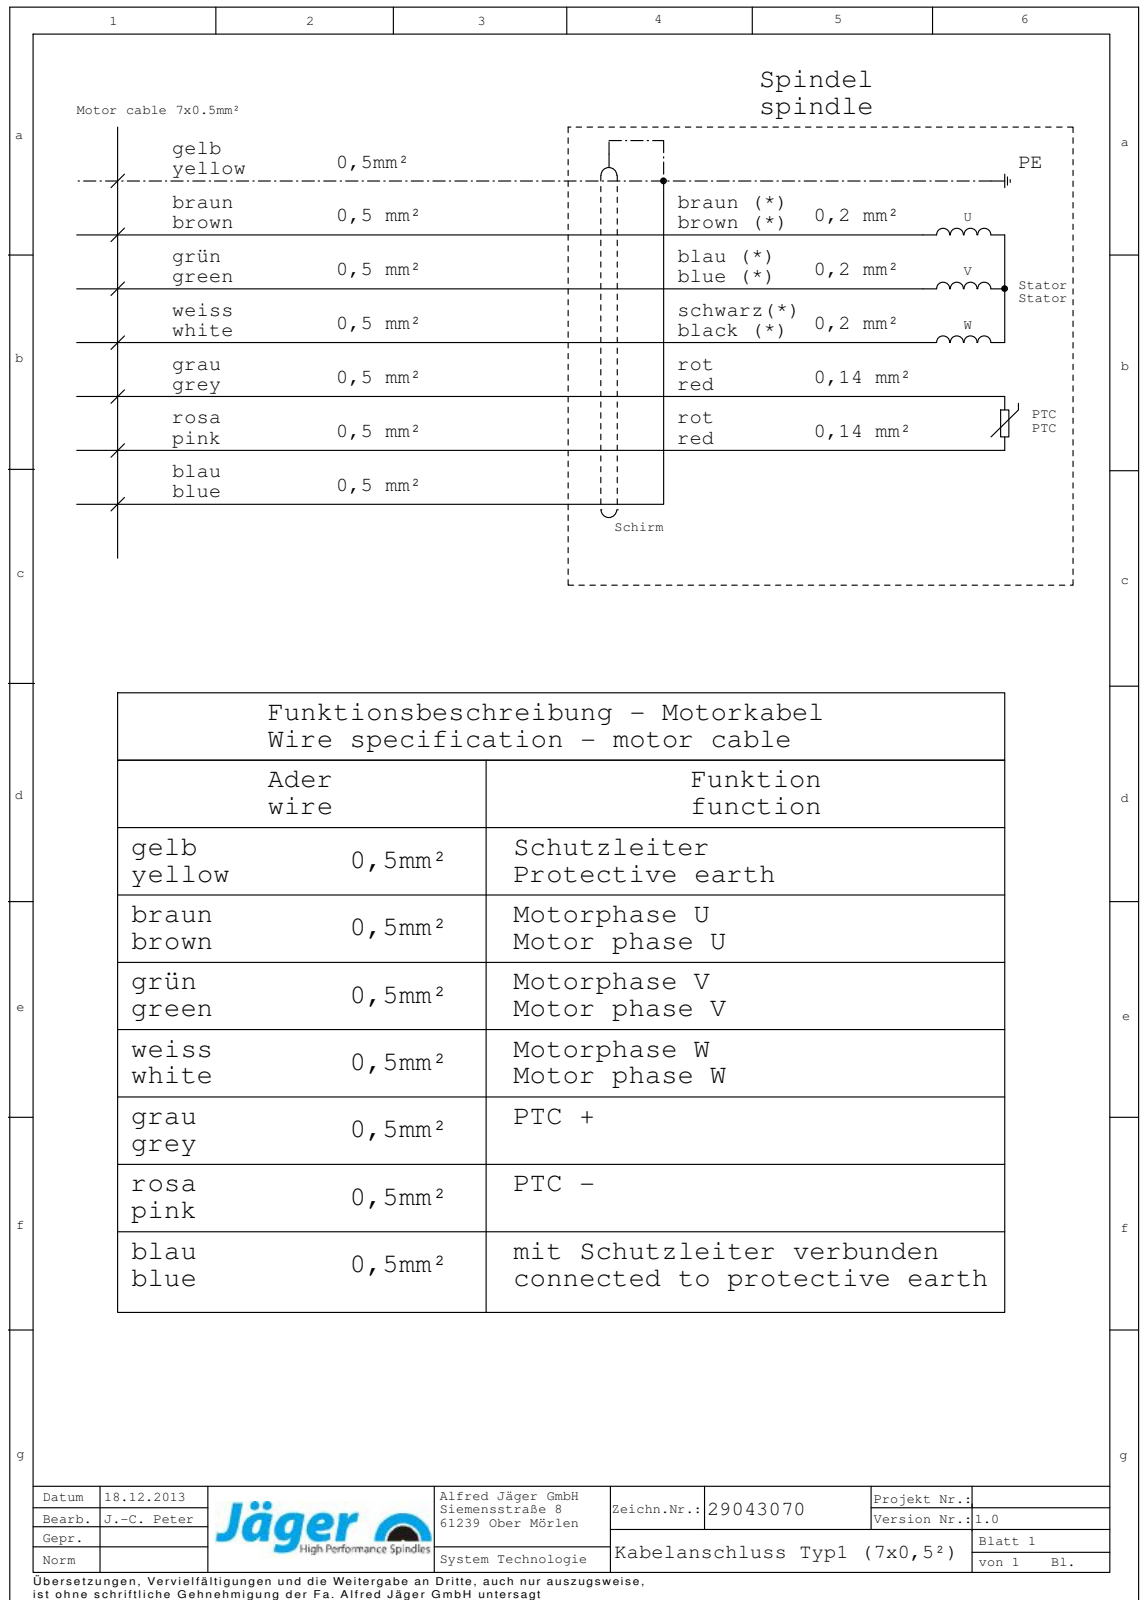 1 2 3 4 5 6
Spindel
spindle
Motor cable 7x0.5mm²
a a
gelb
yellow 0,5mm² PE
braun
brown 0,5 mm²
braun (*)
brown (*) 0,2 mm² U
grün
green 0,5 mm²
blau (*)
blue (*) 0,2 mm² V
Stator
Stator
weiss
white 0,5 mm²
schwarz(*)
black (*) 0,2 mm² W
b b
grau
grey 0,5 mm²
rot
red 0,14 mm²
rosa
pink 0,5 mm²
rot
red 0,14 mm²
PTC
PTC
blau
blue 0,5 mm²
Schirm
c c
Funktionsbeschreibung - Motorkabel
Wire specification - motor cable
d d
Ader
wire
Funktion
function
gelb
yellow 0,5mm²
Schutzleiter
Protective earth
braun
brown 0,5mm²
Motorphase U
Motor phase U
grün
green 0,5mm²
Motorphase V
Motor phase V
e e
weiss
white 0,5mm²
Motorphase W
Motor phase W
grau
grey 0,5mm²
PTC +
rosa
pink 0,5mm²
PTC -
f f
blau
blue 0,5mm²
mit Schutzleiter verbunden
connected to protective earth
g g
Datum 18.12.2013
Bearb. J.-C. Peter
Gepr.
Norm
Jäger
High Performance Spindles
Alfred Jäger GmbH
Siemensstraße 8
61239 Ober Mörlen
System Technologie
Zeichn.Nr.: 29043070
Kabelanschluss Typ1 (7x0,5²)
Projekt Nr.:
Version Nr.: 1.0
Blatt 1
von 1 Bl.
Übersetzungen, Vervielfältigungen und die Weitergabe an Dritte, auch nur auszugsweise,
ist ohne schriftliche Gehnehmigung der Fa. Alfred Jäger GmbH untersagt